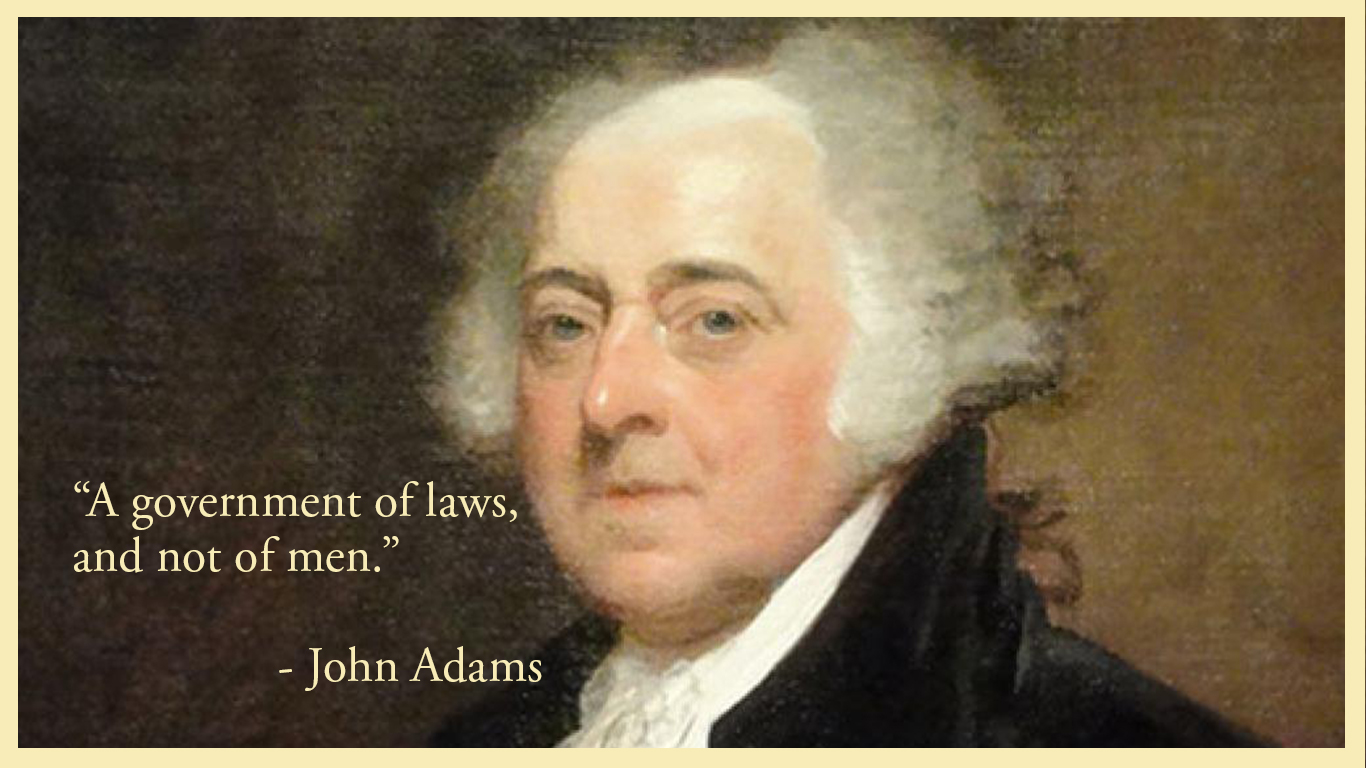 “A government of laws,
and not of men.”
- John Adams